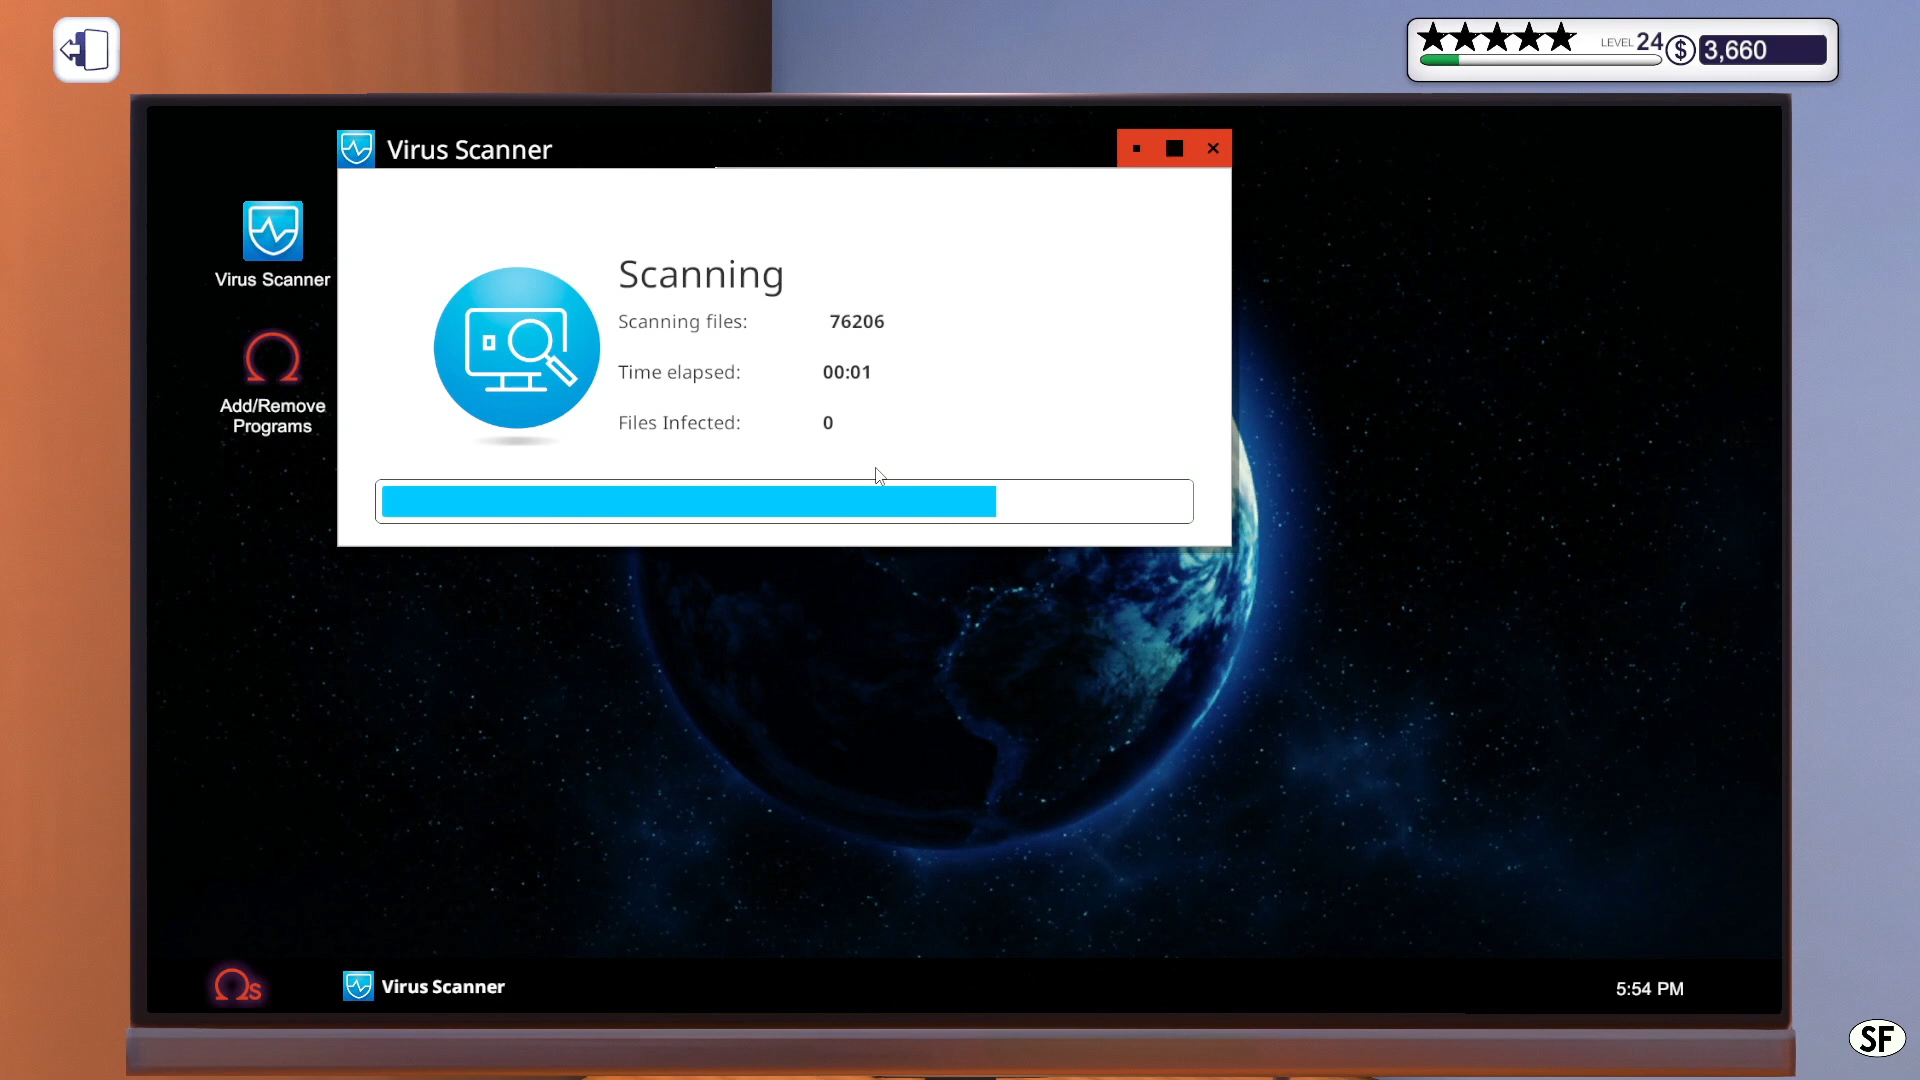 LEVEL 24 $ 3,660
Virus Scanner
Virus Scanner
Scanning
Scanning files: 76206
Time elapsed: 00:01
Files Infected: 0
Add/Remove
Programs
Ωs
Virus Scanner
5:54 PM
SF